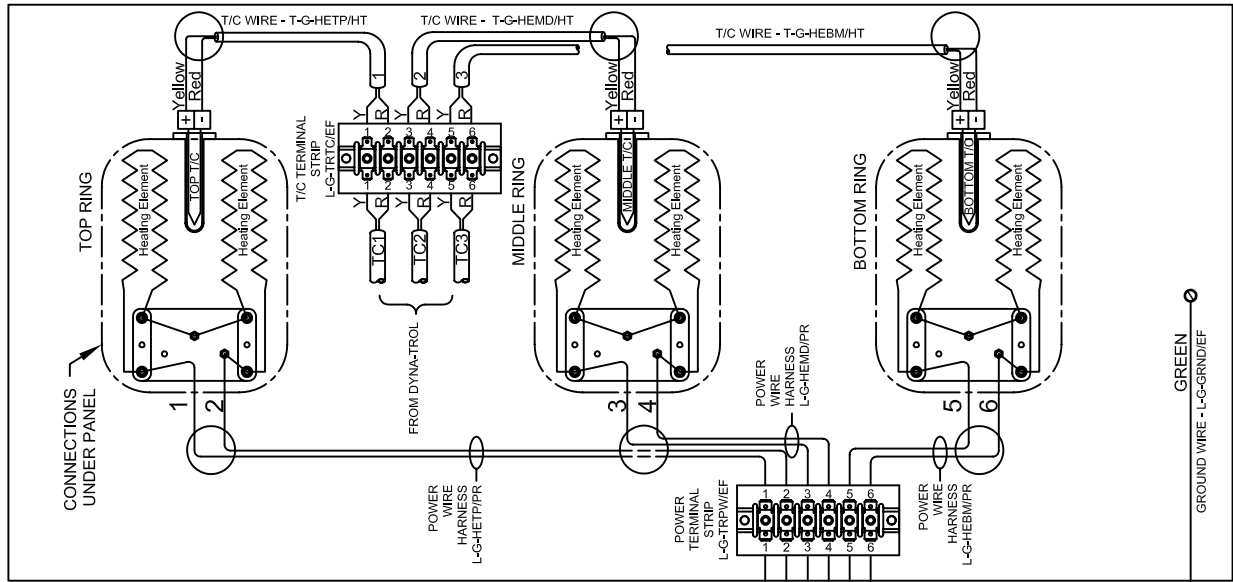 T/C WIRE - T-G-HETP/HT
T/C WIRE - T-G-HEMD/HT
T/C WIRE - T-G-HEBM/HT
Yellow
Red
+ -
TOP RING
Heating Element
TOP T/C
Heating Element
CONNECTIONS
UNDER PANEL
1
2
1
2
3
Y R Y R Y R
1 2 3 4 5 6
T/C TERMINAL
STRIP
L-G-TRTC/EF
1 2 3 4 5 6
Y R Y R Y R
TC1
TC2
TC3
FROM DYNA-TROL
Yellow
Red
+ -
MIDDLE RING
Heating Element
MIDDLE T/C
Heating Element
3
4
Yellow
Red
+ -
BOTTOM RING
Heating Element
BOTTOM T/C
Heating Element
5
6
POWER
WIRE
HARNESS
L-G-HETP/PR
POWER
WIRE
HARNESS
L-G-HEMD/PR
POWER
WIRE
HARNESS
L-G-HEBM/PR
POWER
TERMINAL
STRIP
L-G-TRPW/EF
1 2 3 4 5 6
1 2 3 4 5 6
GREEN
GROUND WIRE - L-G-GRND/EF